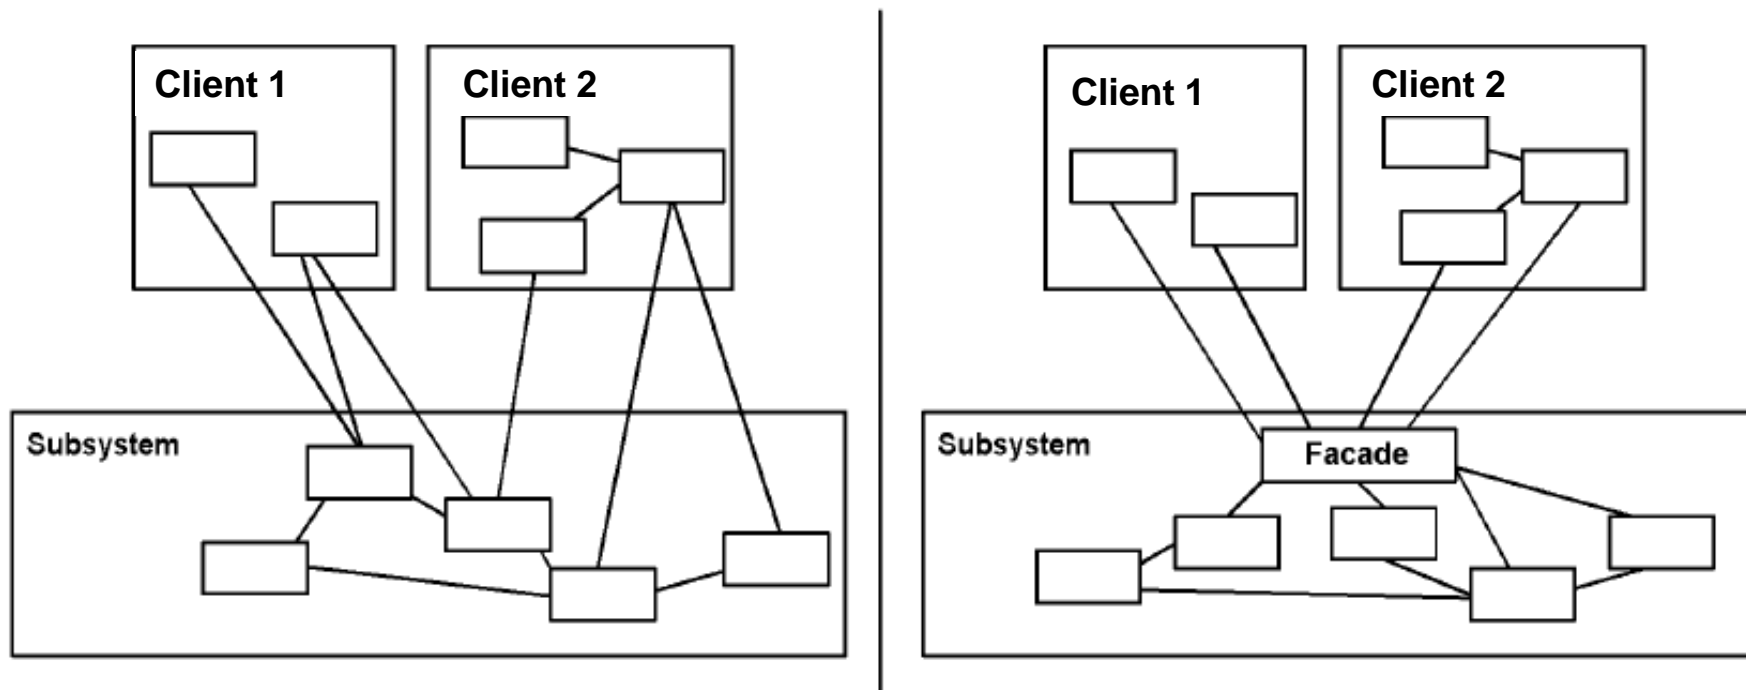 Client 1
Client 2
Subsystem
Client 1
Client 2
Subsystem
Facade